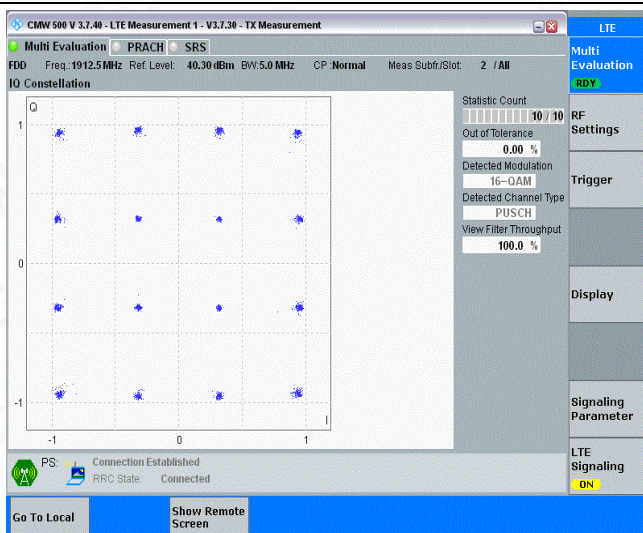 CMW 500 V 3.7.40 - LTE Measurement 1 - V3.7.30 - TX Measurement
LTE
Multi Evaluation PRACH SRS
FDD Freq.:1912.5 MHz Ref. Level: 40.30 dBm BW:5.0 MHz CP :Normal Meas Subfr./Slot: 2 / All
IQ Constellation
Q
1
0
-1
-1 0 1
I
Statistic Count
10 / 10
Out of Tolerance
0.00 %
Detected Modulation
16-QAM
Detected Channel Type
PUSCH
View Filter Throughput
100.0 %
PS: Connection Established
RRC State: Connected
Multi
Evaluation
RDY
RF
Settings
Trigger
Display
Signaling
Parameter
LTE
Signaling
ON
Go To Local
Show Remote
Screen